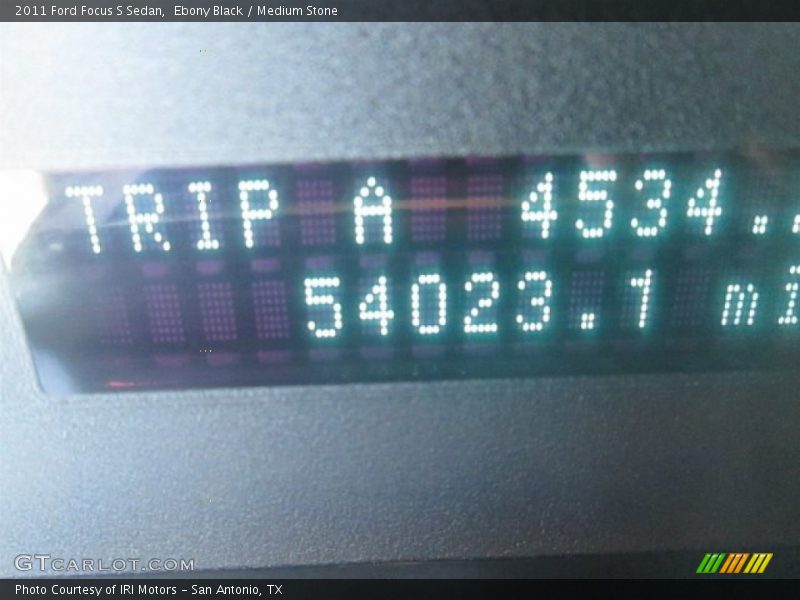 2011 Ford Focus S Sedan,  Ebony Black / Medium Stone
TRIP A  4534..
54023.1 mi
GTCARLOT.COM
Photo Courtesy of IRI Motors - San Antonio, TX